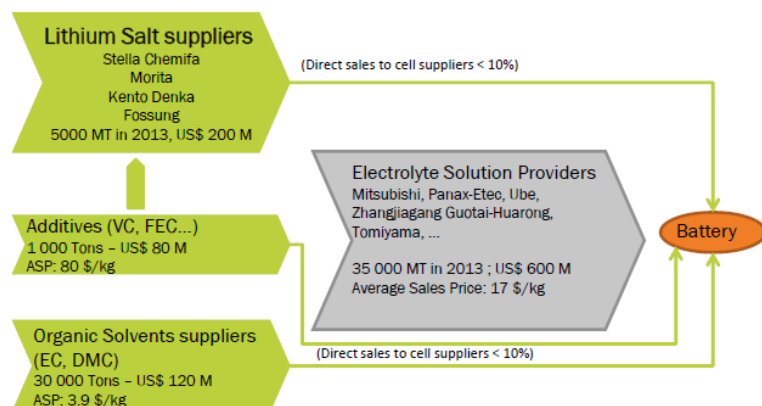 Lithium Salt suppliers
Stella Chemifa
Morita
Kento Denka
Fossung
5000 MT in 2013, US$ 200 M
(Direct sales to cell suppliers < 10%)
Electrolyte Solution Providers
Mitsubishi, Panax-Etec, Ube,
Zhangjiagang Guotai-Huarong,
Tomiyama, ...
35 000 MT in 2013 ; US$ 600 M
Average Sales Price: 17 $/kg
Battery
Additives (VC, FEC...)
1 000 Tons – US$ 80 M
ASP: 80 $/kg
Organic Solvents suppliers
(EC, DMC)
30 000 Tons – US$ 120 M
ASP: 3.9 $/kg
(Direct sales to cell suppliers < 10%)